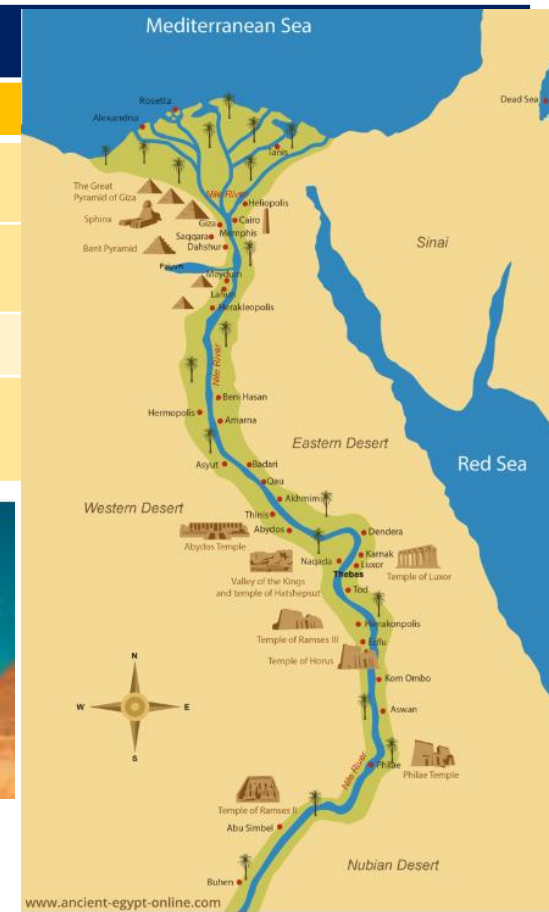 Mediterranean Sea
Dead Sea
Rosetta
Alexandria
Tanis
The Great
Pyramid of Giza
Nile River
Heliopolis
Sphinx
Giza
Cairo
Memphis
Saqqara
Bent Pyramid
Dahshur
Sinai
Faiyum
Meydum
Lahun
Herakleopolis
Nile River
Beni Hasan
Hermopolis
Amarna
Eastern Desert
Asyut
Badari
Red Sea
Qau
Akhmim
Western Desert
Thinis
Abydos
Dendera
Abydos Temple
Karnak
Naqada
Luxor
Thebes
Temple of Luxor
Valley of the Kings
and temple of Hatshepsut
Tod
Hierakonpolis
Temple of Ramses III
Edfu
Temple of Horus
N
W
E
S
Kom Ombo
Aswan
Nile River
Philae
Philae Temple
Temple of Ramses II
Abu Simbel
Nubian Desert
Buhen
www.ancient-egypt-online.com